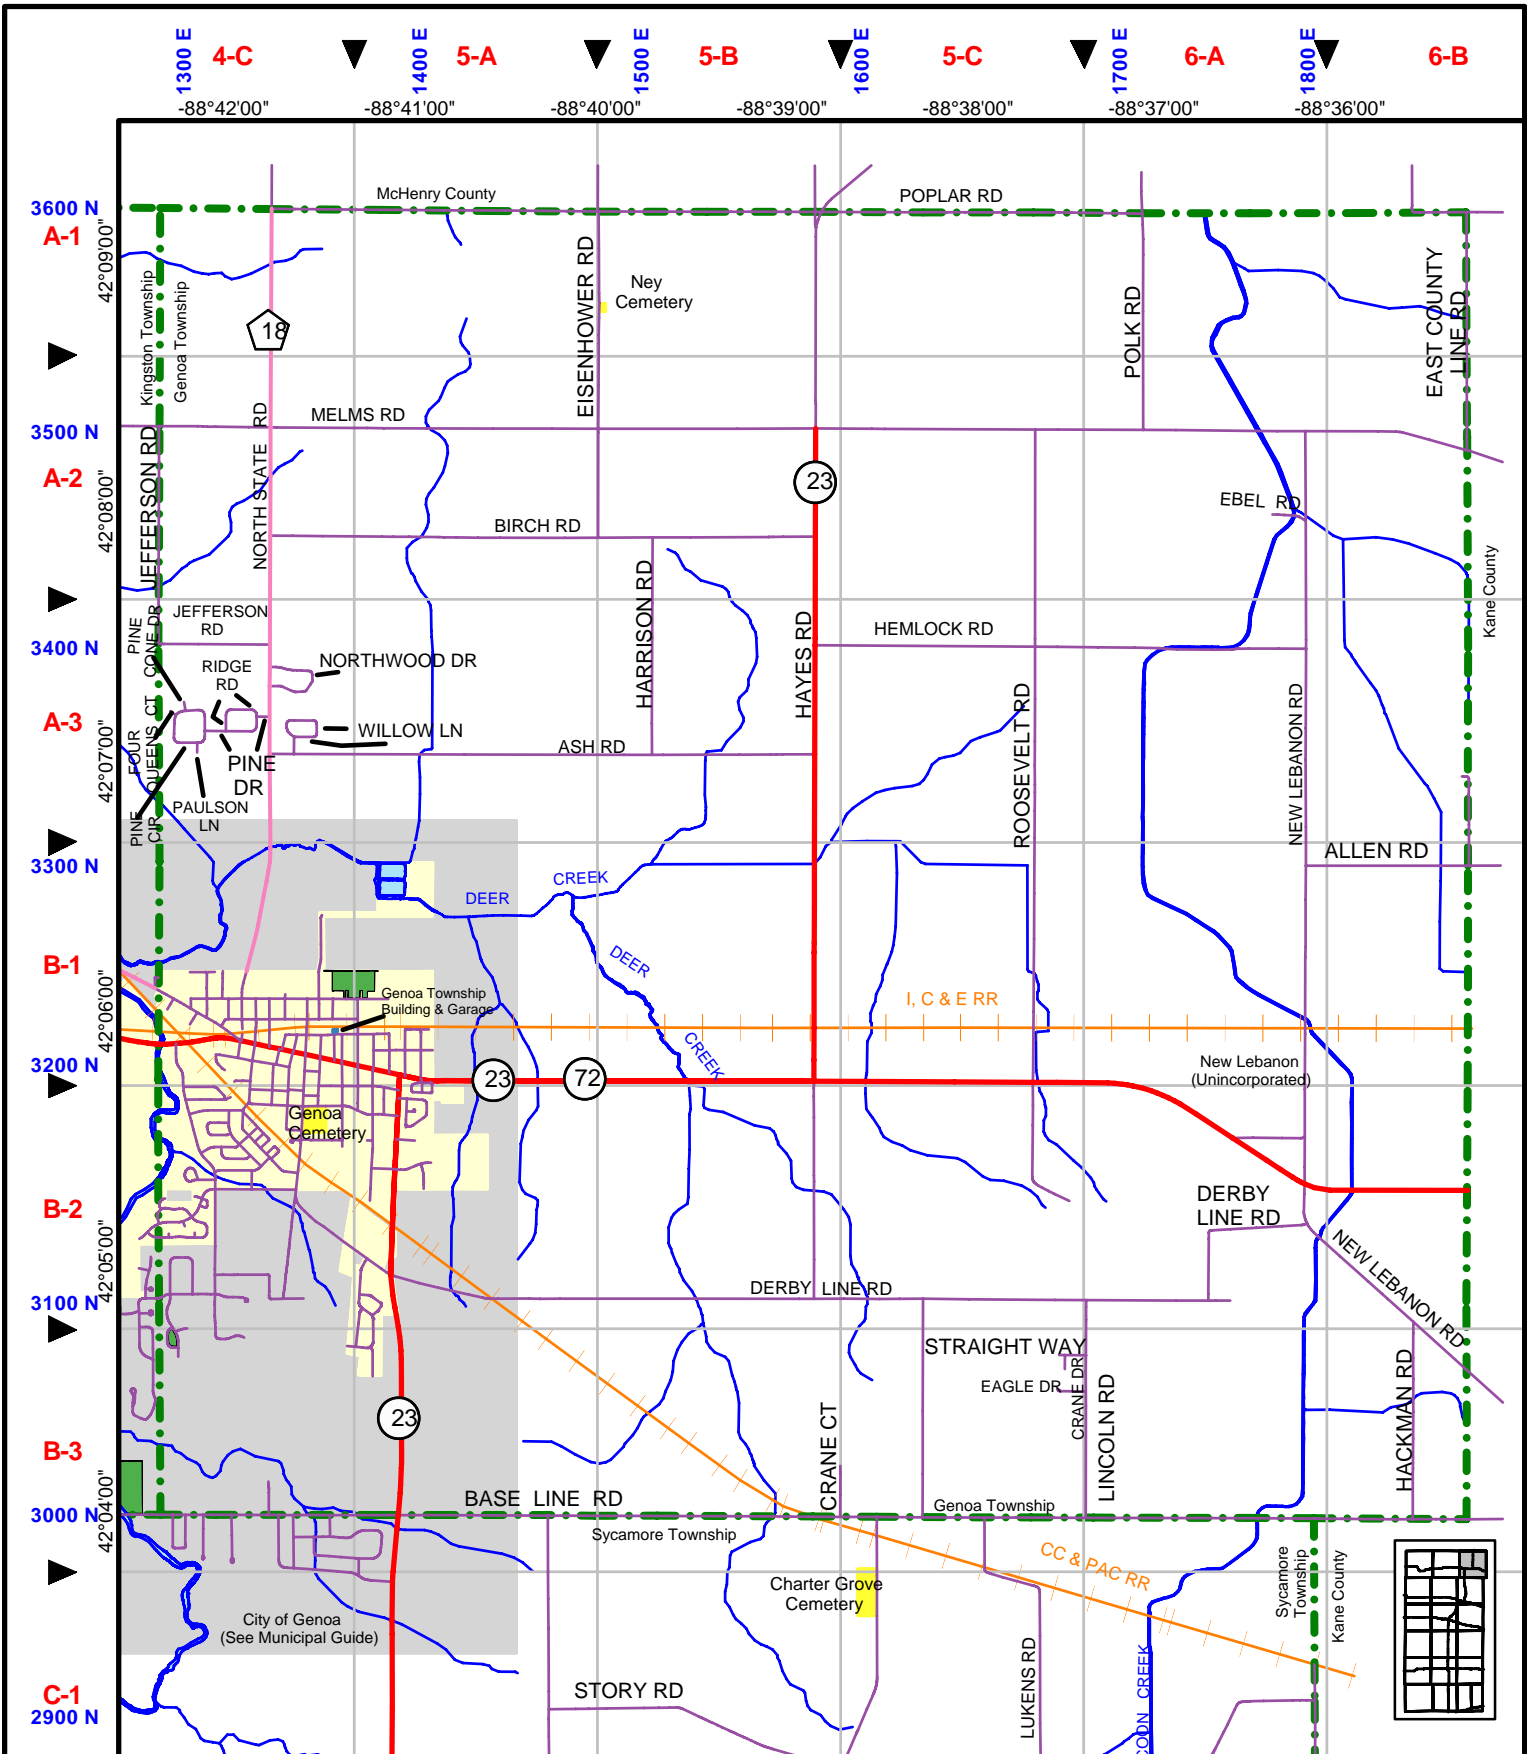 1300 E
4-C
1400 E
5-A
1500 E
5-B
1600 E
5-C
1700 E
6-A
1800 E
6-B
-88°42'00"
-88°41'00"
-88°40'00"
-88°39'00"
-88°38'00"
-88°37'00"
-88°36'00"
3600 N
A-1
42°09'00"
McHenry County
POPLAR RD
Kingston Township
Genoa Township
18
EISENHOWER RD
Ney
Cemetery
POLK RD
EAST COUNTY
LINE RD
MELMS RD
3500 N
A-2
42°08'00"
JEFFERSON RD
NORTH STATE RD
23
EBEL RD
BIRCH RD
HARRISON RD
HAYES RD
Kane County
3400 N
PINE
CONE DR
JEFFERSON
RD
HEMLOCK RD
RIDGE
RD
NORTHWOOD DR
A-3
42°07'00"
FOUR
QUEENS CT
WILLOW LN
ASH RD
PINE
DR
PAULSON
LN
PINE
CIR
ROOSEVELT RD
NEW LEBANON RD
ALLEN RD
3300 N
DEER
CREEK
B-1
DEER
CREEK
42°06'00"
Genoa Township
Building & Garage
I, C & E RR
3200 N
23
72
New Lebanon
(Unincorporated)
Genoa
Cemetery
B-2
42°05'00"
DERBY
LINE RD
NEW LEBANON RD
DERBY LINE RD
3100 N
STRAIGHT WAY
EAGLE DR
CRANE DR
LINCOLN RD
HACKMAN RD
23
B-3
CRANE CT
3000 N
42°04'00"
BASE LINE RD
Genoa Township
Sycamore Township
CC & PAC RR
Charter Grove
Cemetery
Sycamore
Township
Kane County
City of Genoa
(See Municipal Guide)
LUKENS RD
COON CREEK
STORY RD
C-1
2900 N